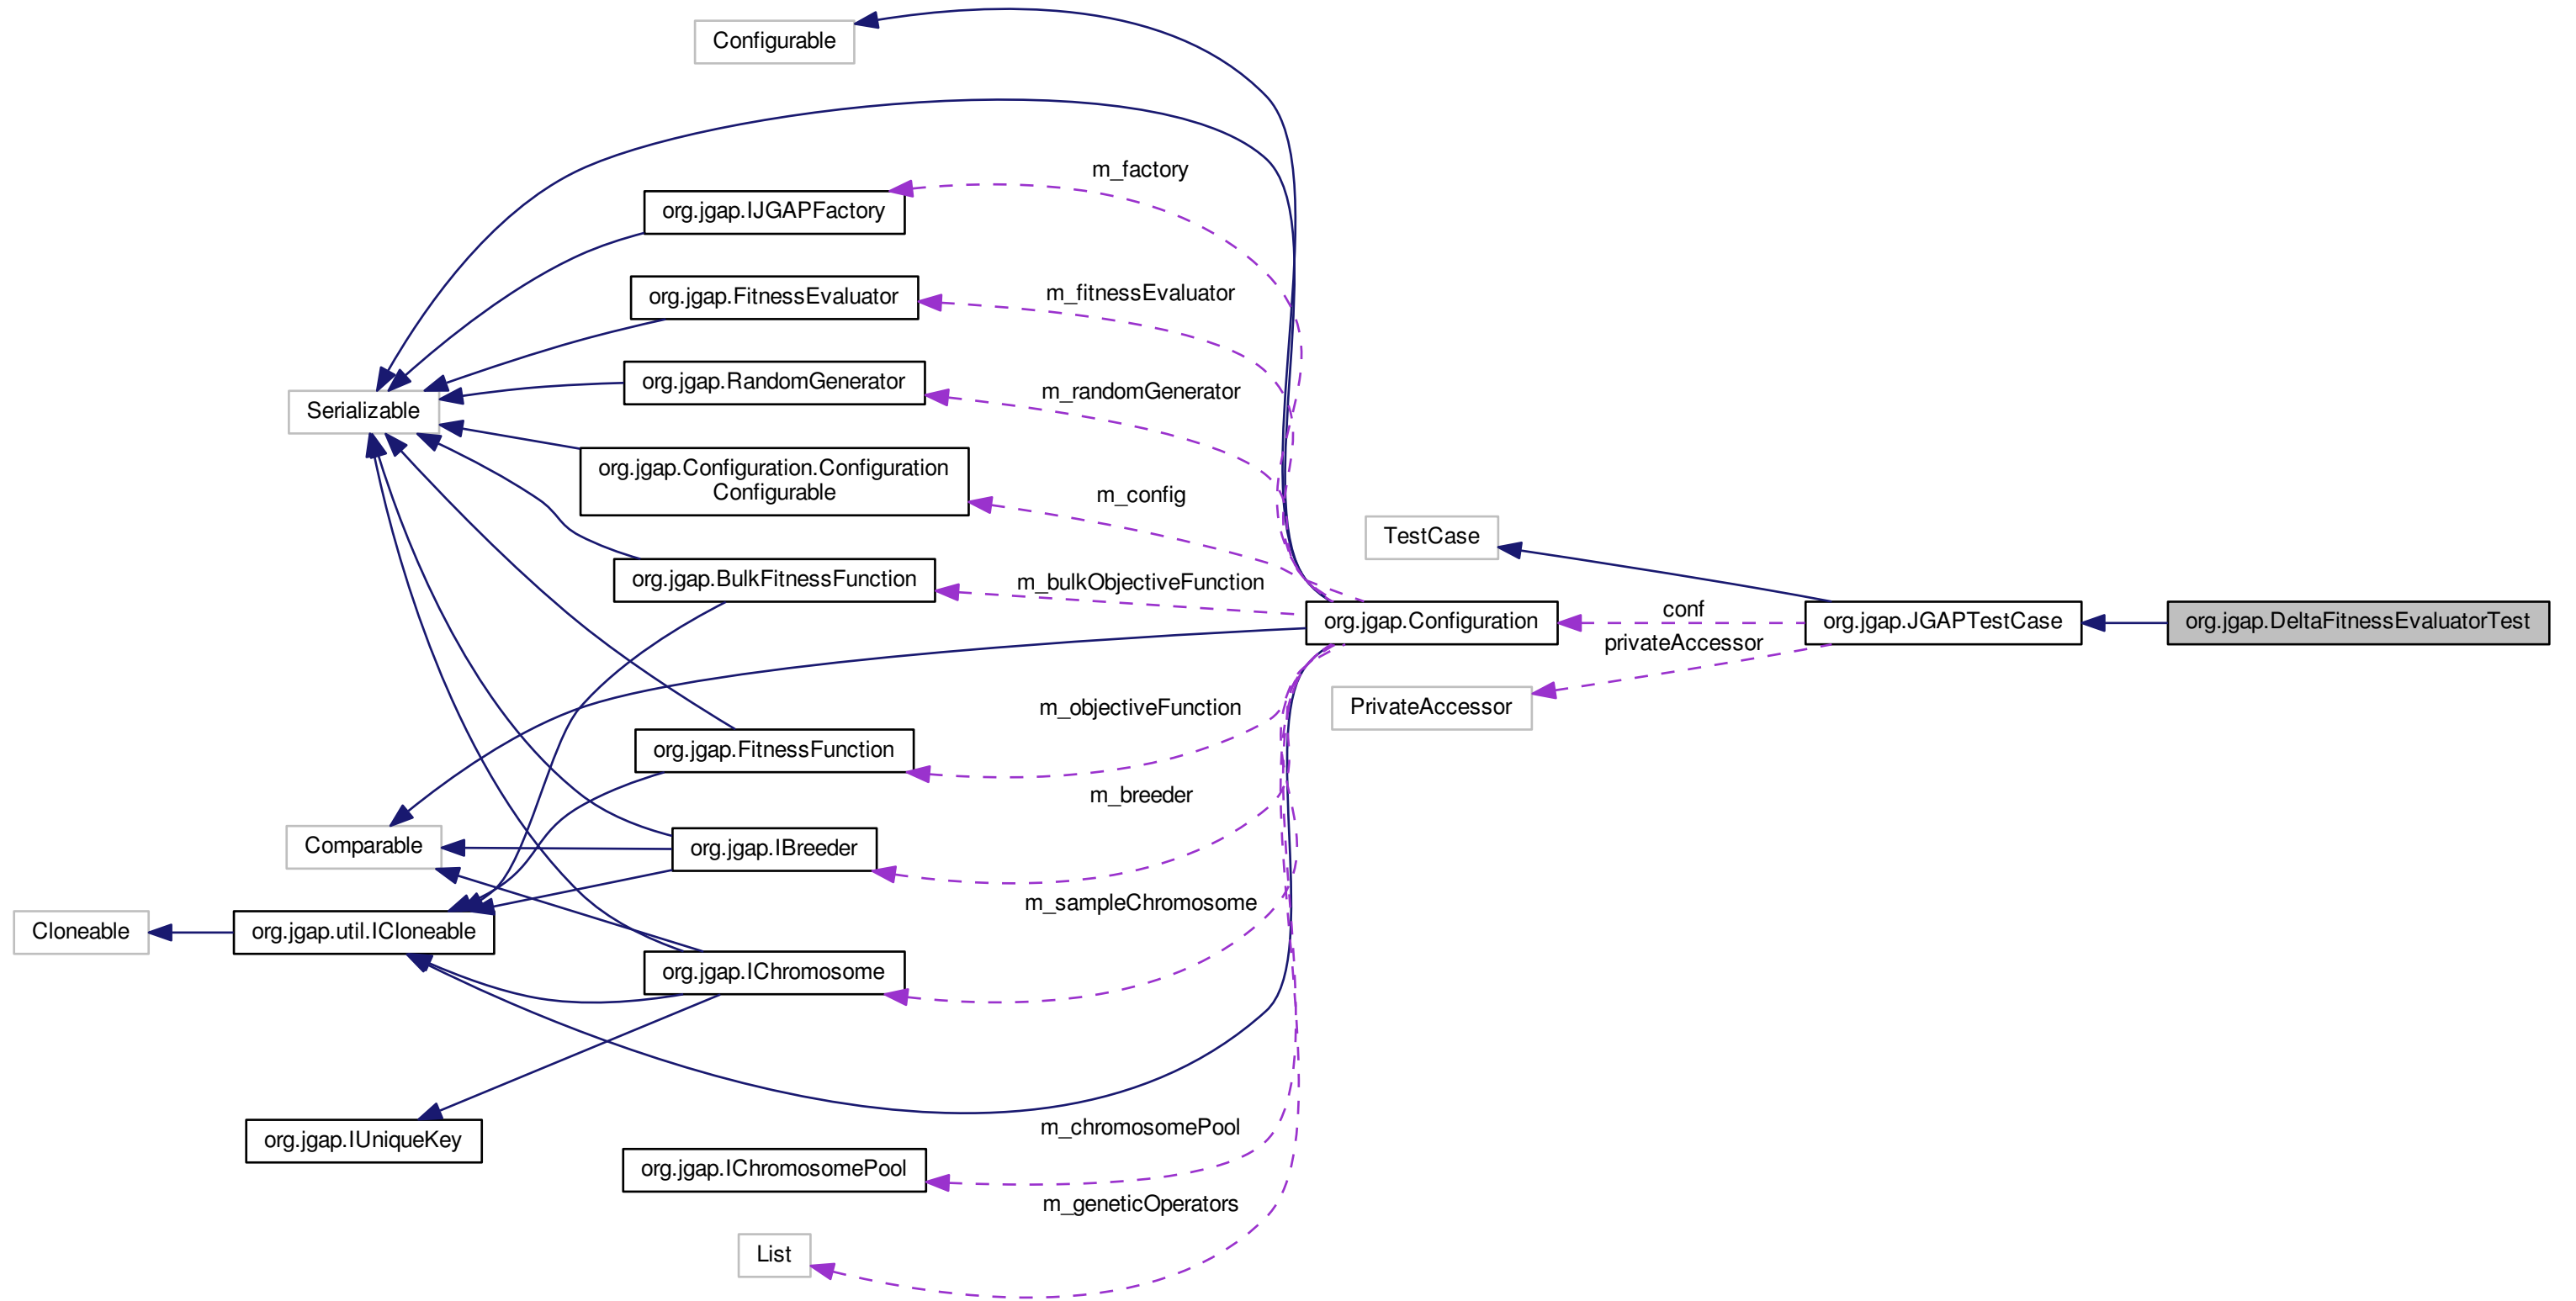 Configurable
m_factory
org.jgap.IJGAPFactory
m_fitnessEvaluator
org.jgap.FitnessEvaluator
m_randomGenerator
org.jgap.RandomGenerator
Serializable
org.jgap.Configuration.Configuration
Configurable
m_config
TestCase
org.jgap.BulkFitnessFunction
m_bulkObjectiveFunction
org.jgap.Configuration
conf
org.jgap.JGAPTestCase
org.jgap.DeltaFitnessEvaluatorTest
privateAccessor
PrivateAccessor
m_objectiveFunction
org.jgap.FitnessFunction
m_breeder
Comparable
org.jgap.IBreeder
m_sampleChromosome
Cloneable
org.jgap.util.ICloneable
org.jgap.IChromosome
org.jgap.IUniqueKey
m_chromosomePool
org.jgap.IChromosomePool
m_geneticOperators
List